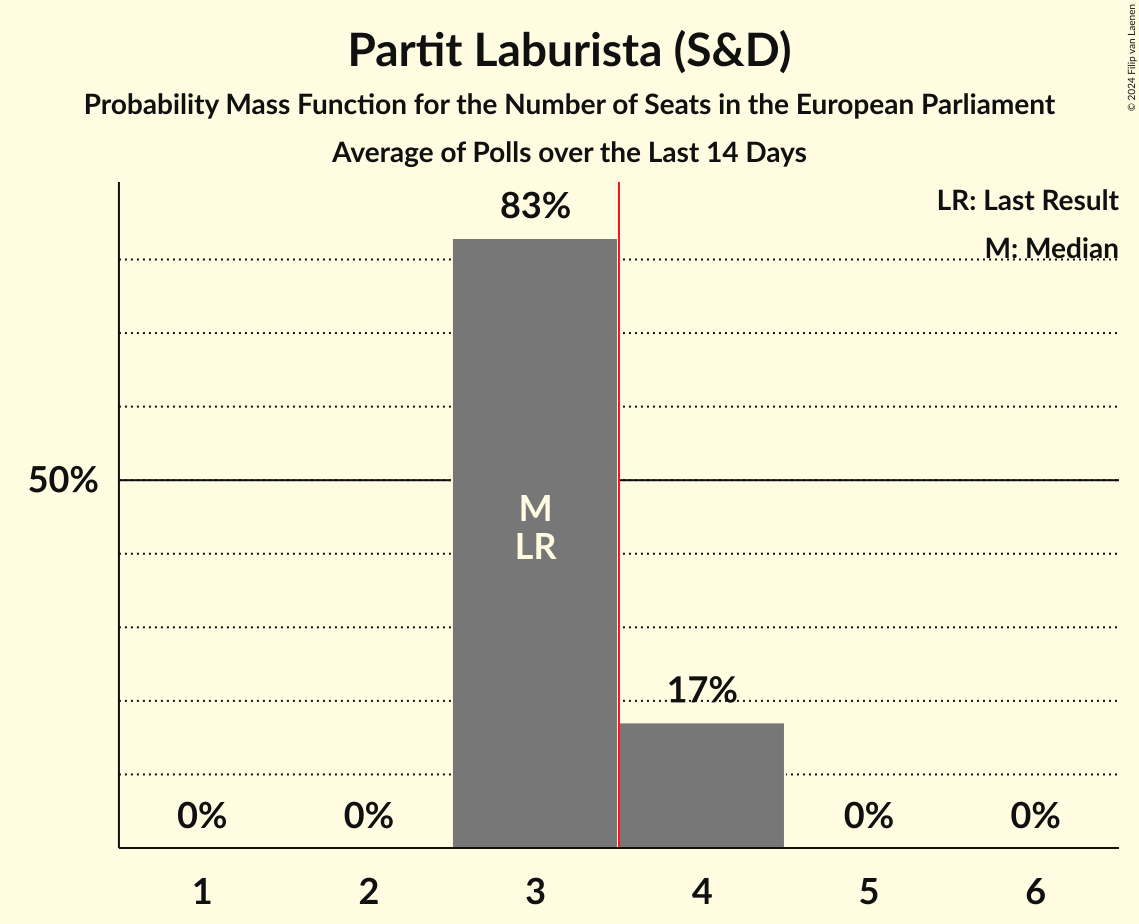 Partit Laburista (S&D)
Probability Mass Function for the Number of Seats in the European Parliament
Average of Polls over the Last 14 Days
© 2024 Filip van Laenen
LR: Last Result
M: Median
83%
50%
M
LR
17%
0%
0%
0%
0%
1
2
3
4
5
6